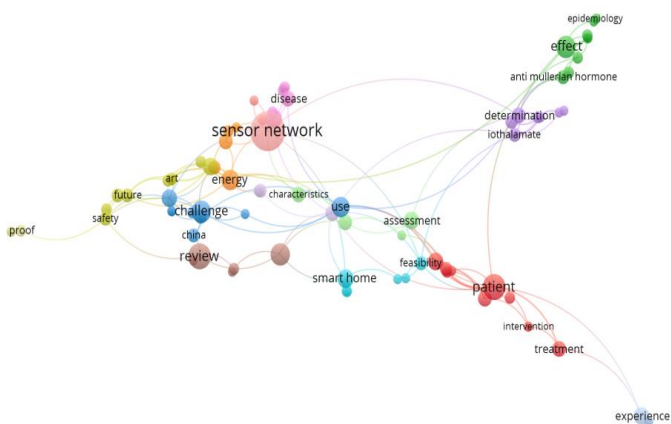 epidemiology
effect
anti mullerian hormone
disease
determination
sensor network
iothalamate
art
energy
future
characteristics
use
challenge
safety
assessment
proof
china
review
feasibility
smart home
patient
intervention
treatment
experience